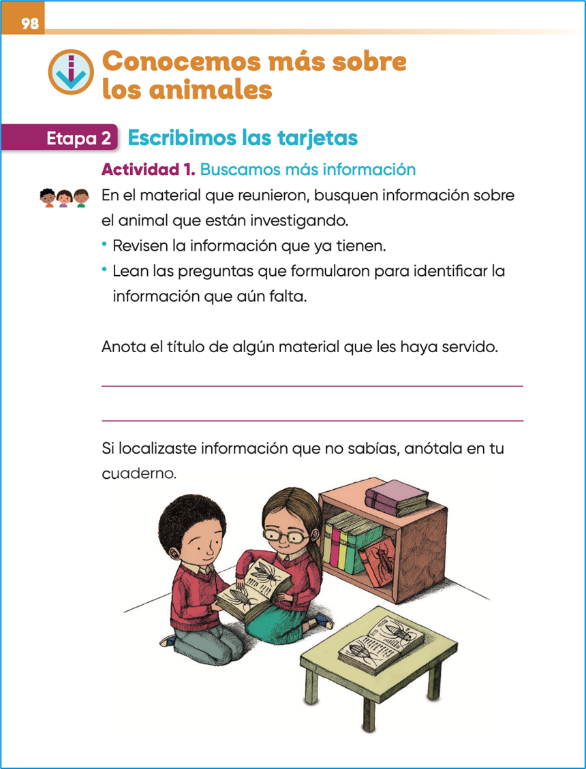 98
Conocemos más sobre
los animales
Etapa 2 Escribimos las tarjetas
Actividad 1. Buscamos más información
En el material que reunieron, busquen información sobre
el animal que están investigando.
• Revisen la información que ya tienen.
• Lean las preguntas que formularon para identificar la
información que aún falta.
Anota el título de algún material que les haya servido.
Si localizaste información que no sabías, anótala en tu
cuaderno.